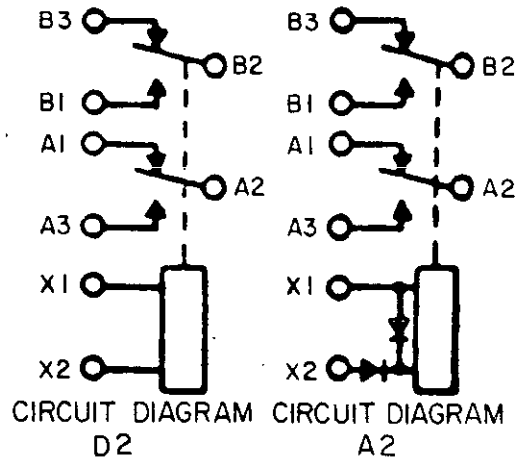 B3
B2
B1
A1
A2
A3
X1
X2
CIRCUIT DIAGRAM
D2
B3
B2
B1
A1
A2
A3
X1
X2
CIRCUIT DIAGRAM
A2